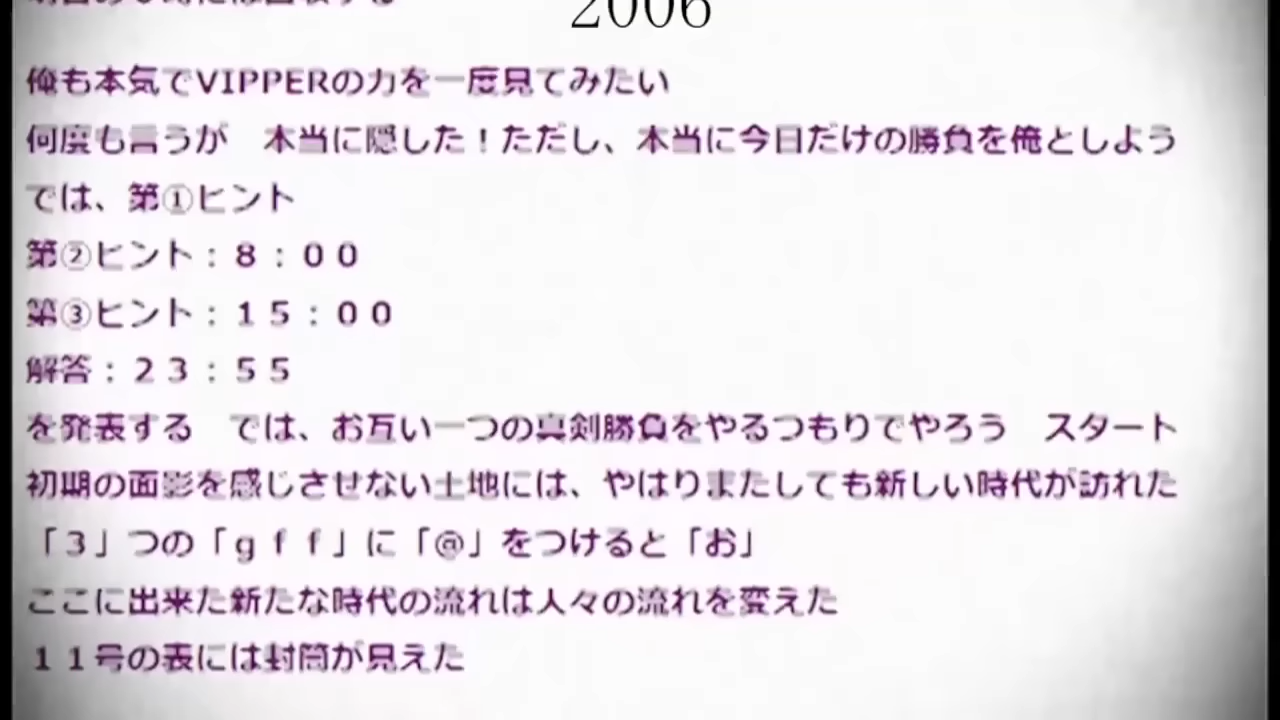 2006
俺も本気でVIPPERの力を一度見てみたい
何度も言うが　本当に隠した！ただし、本当に今日だけの勝負を俺としよう
では、第①ヒント
第②ヒント：８：００
第③ヒント：１５：００
解答：２３：５５
を発表する　では、お互い一つの真剣勝負をやるつもりでやろう　スタート
初期の面影を感じさせない土地には、やはりまたしても新しい時代が訪れた
「３」つの「ｇｆｆ」に「＠」をつけると「お」
ここに出来た新たな時代の流れは人々の流れを変えた
１１号の表には封筒が見えた